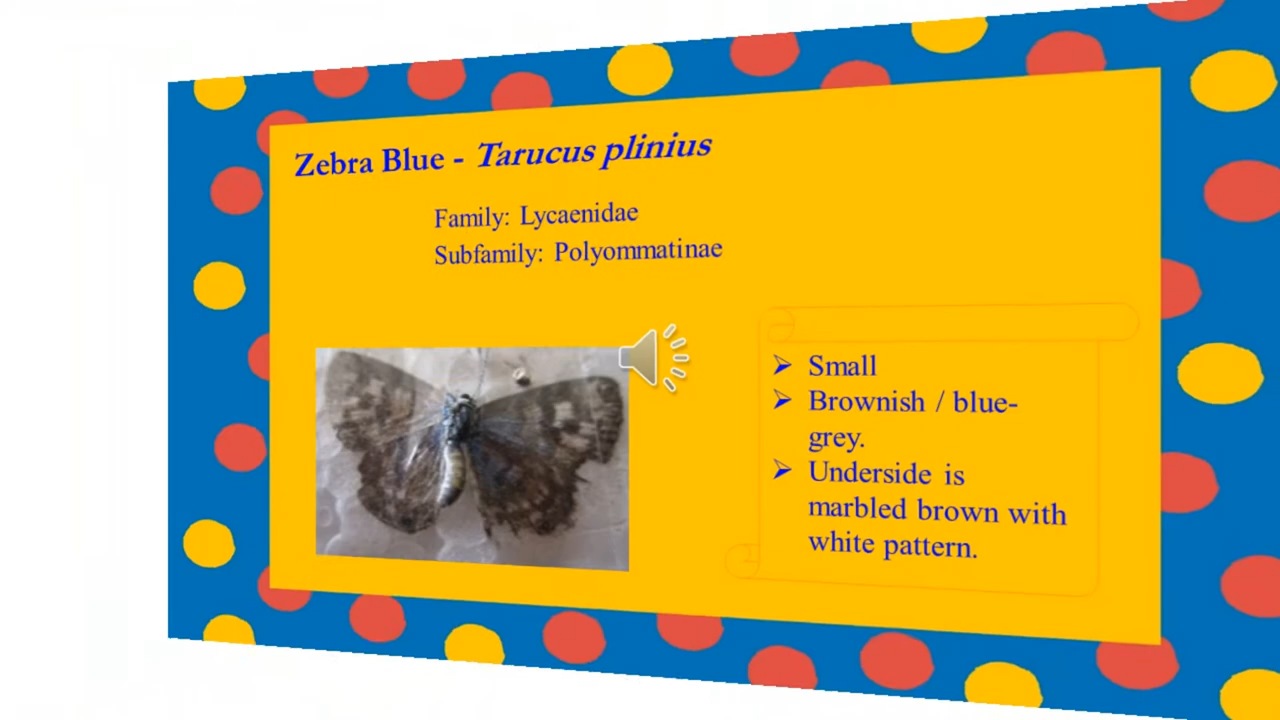 Zebra Blue - Tarucus plinius
Family: Lycaenidae
Subfamily: Polyommatinae
➢ Small
➢ Brownish / blue-
grey.
➢ Underside is
marbled brown with
white pattern.